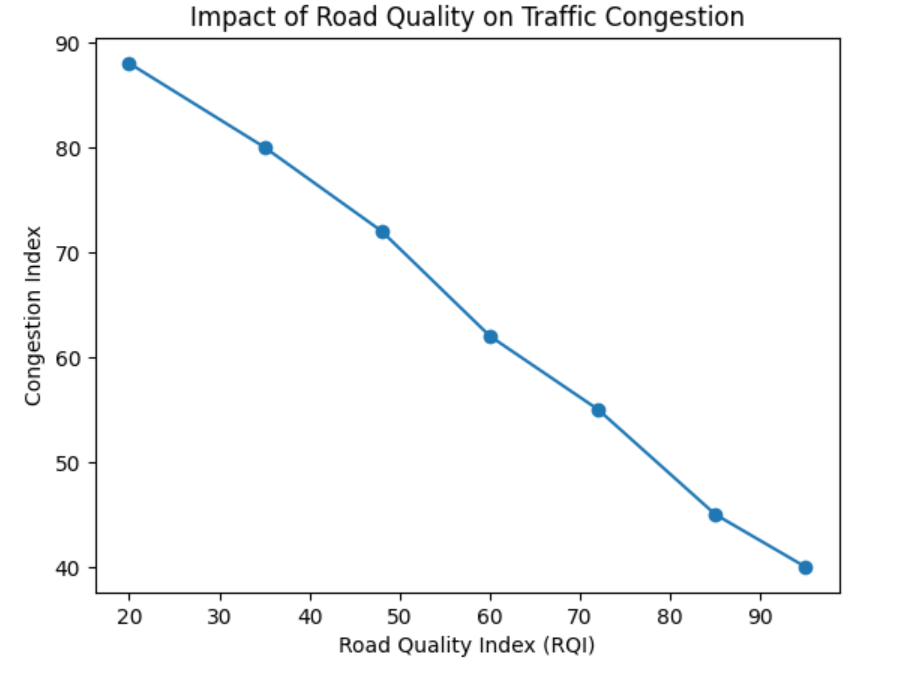 Impact of Road Quality on Traffic Congestion
90
80
70
60
50
40
Congestion Index
20 30 40 50 60 70 80 90
Road Quality Index (RQI)